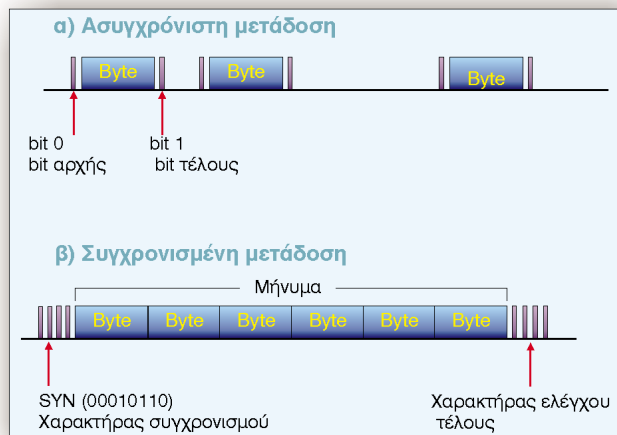 α) Ασυγχρόνιστη μετάδοση
Byte Byte Byte
bit 0 bit 1
bit αρχής bit τέλους
β) Συγχρονισμένη μετάδοση
Μήνυμα
Byte Byte Byte Byte Byte Byte
SYN (00010110) Χαρακτήρας ελέγχου
Χαρακτήρας συγχρονισμού τέλους